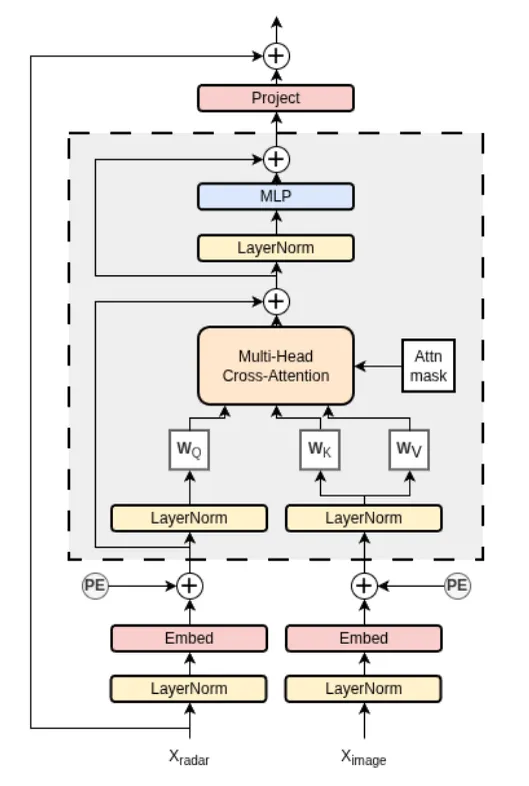 Project
MLP
LayerNorm
Multi-Head
Cross-Attention
Attn
mask
WQ
WK
WV
LayerNorm
LayerNorm
PE
PE
Embed
Embed
LayerNorm
LayerNorm
Xradar
Ximage